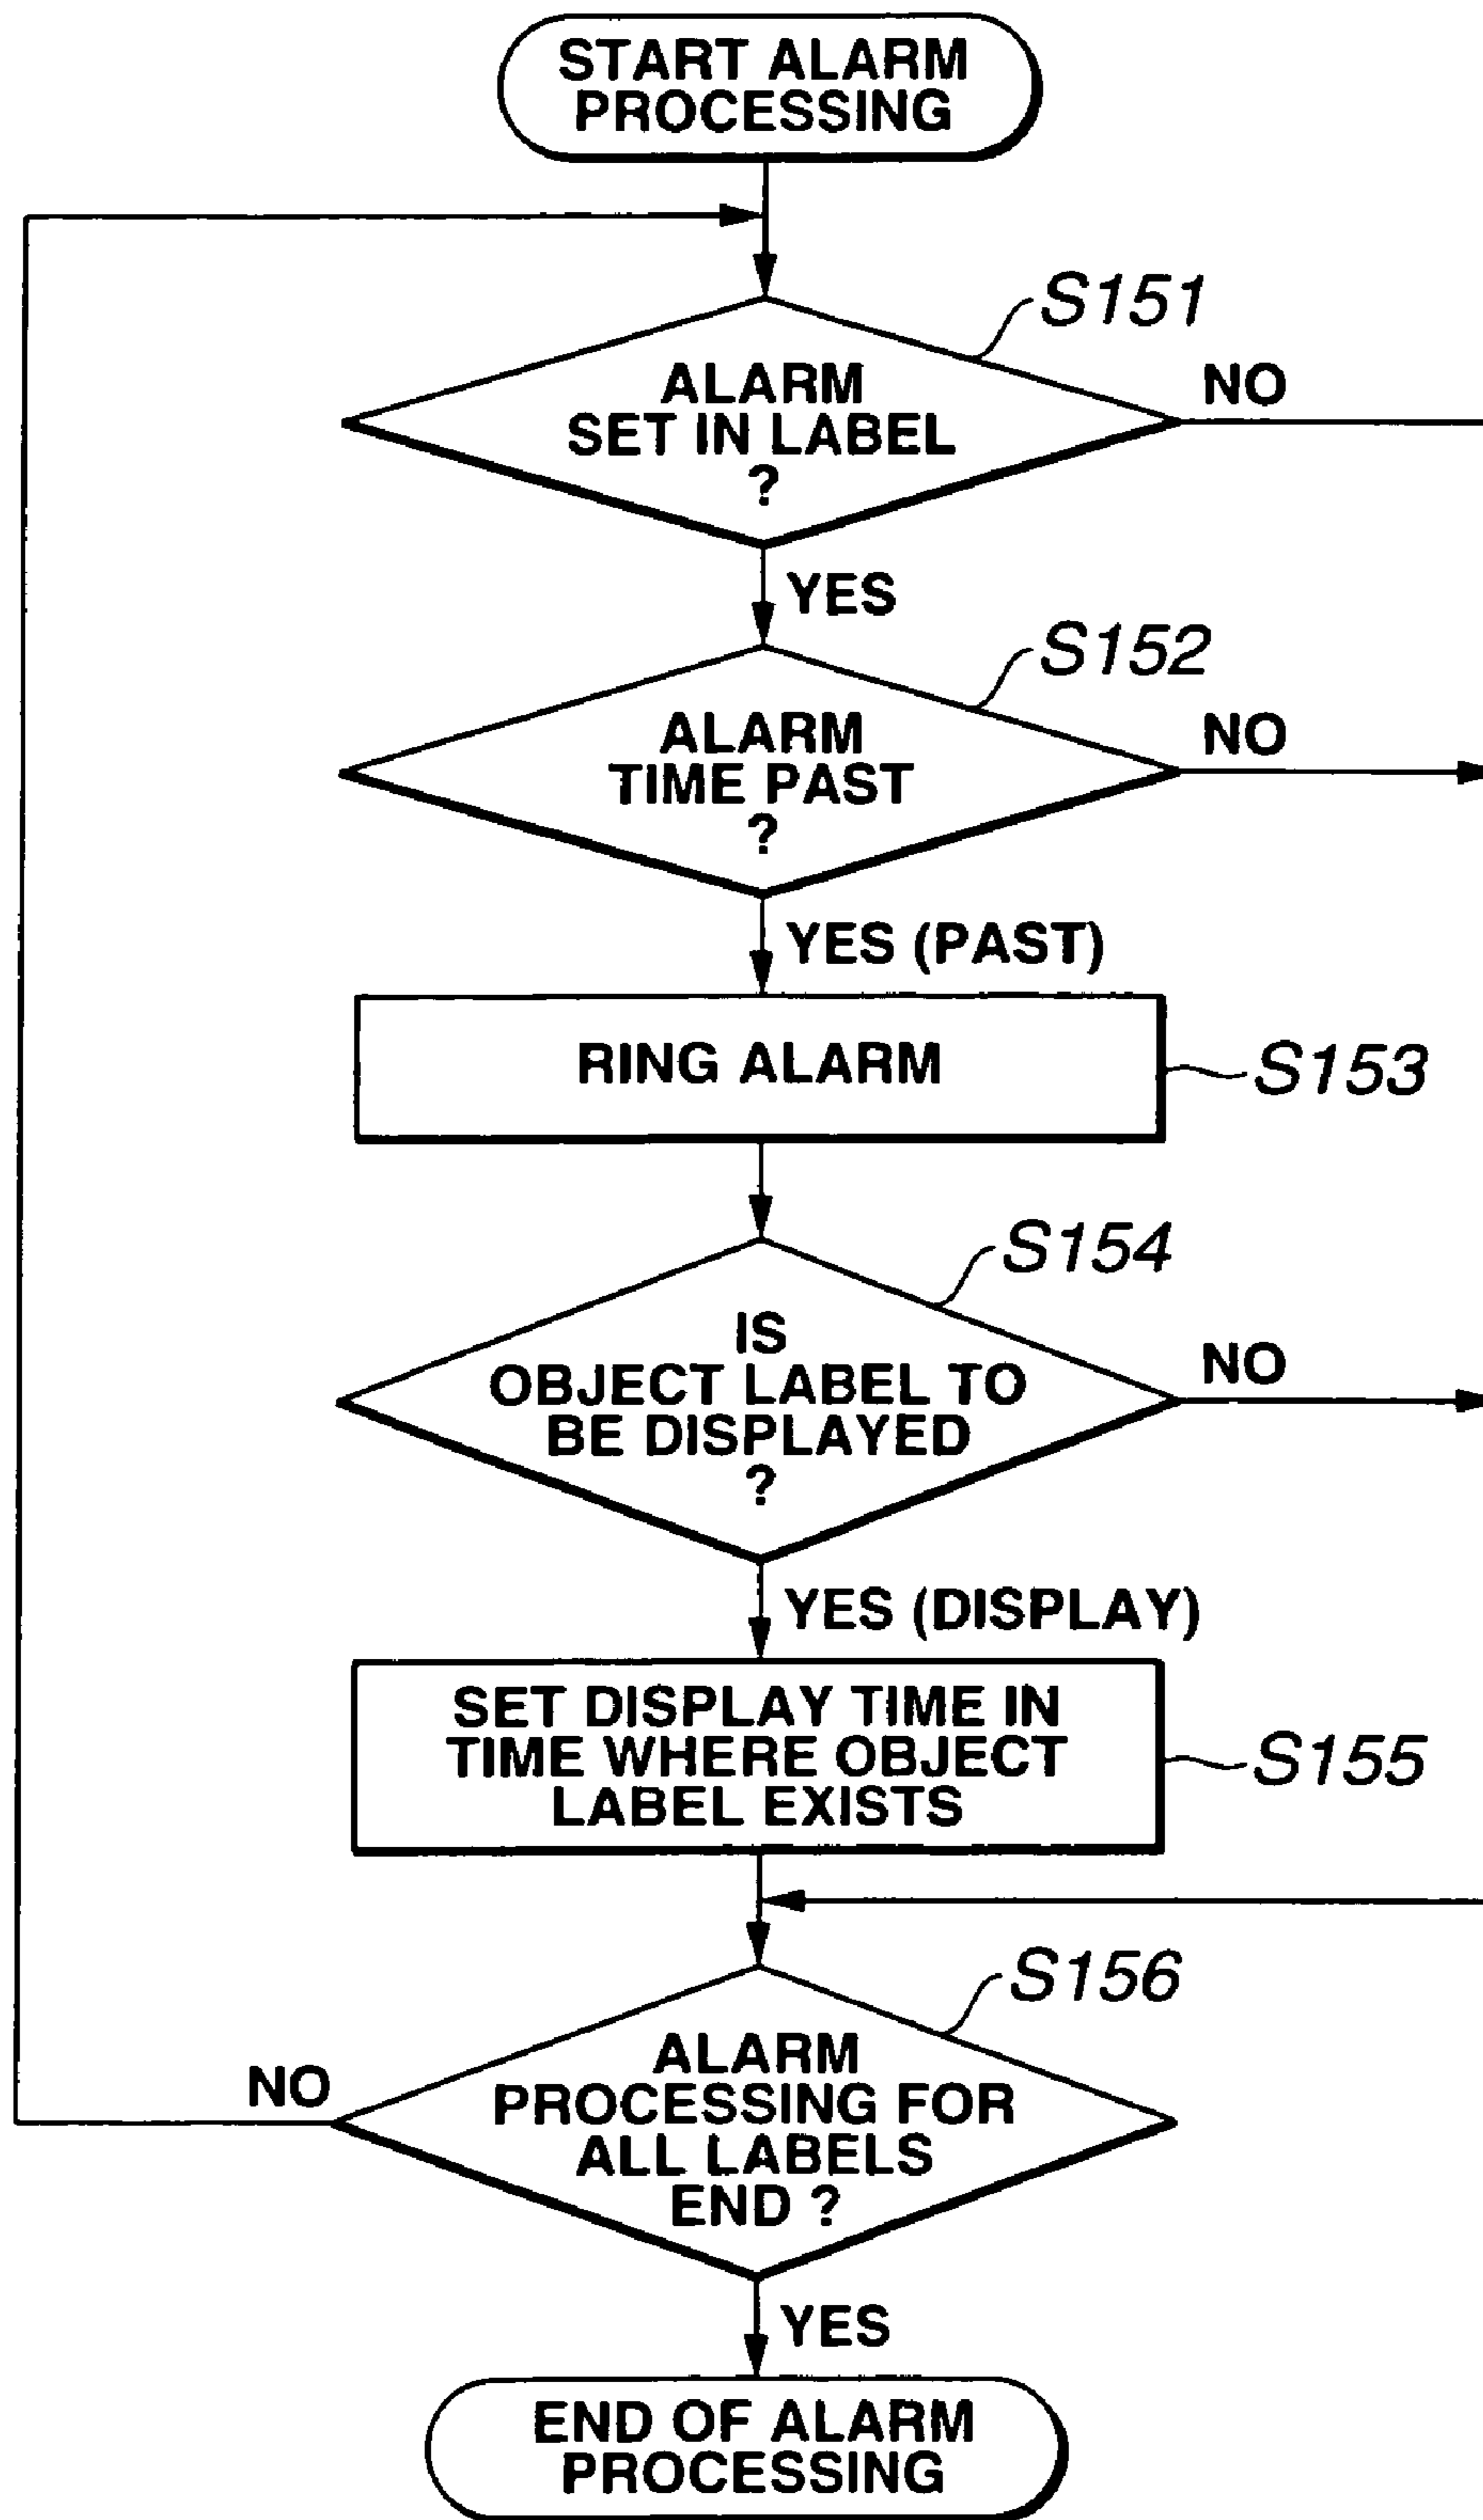 START ALARM
PROCESSING
S151
ALARM
SET IN LABEL
?
NO
YES
S152
ALARM
TIME PAST
?
NO
YES (PAST)
RING ALARM
S153
S154
IS
OBJECT LABEL TO
BE DISPLAYED
?
NO
YES (DISPLAY)
SET DISPLAY TIME IN
TIME WHERE OBJECT
LABEL EXISTS
S155
S156
ALARM
PROCESSING FOR
ALL LABELS
END ?
NO
YES
END OF ALARM
PROCESSING